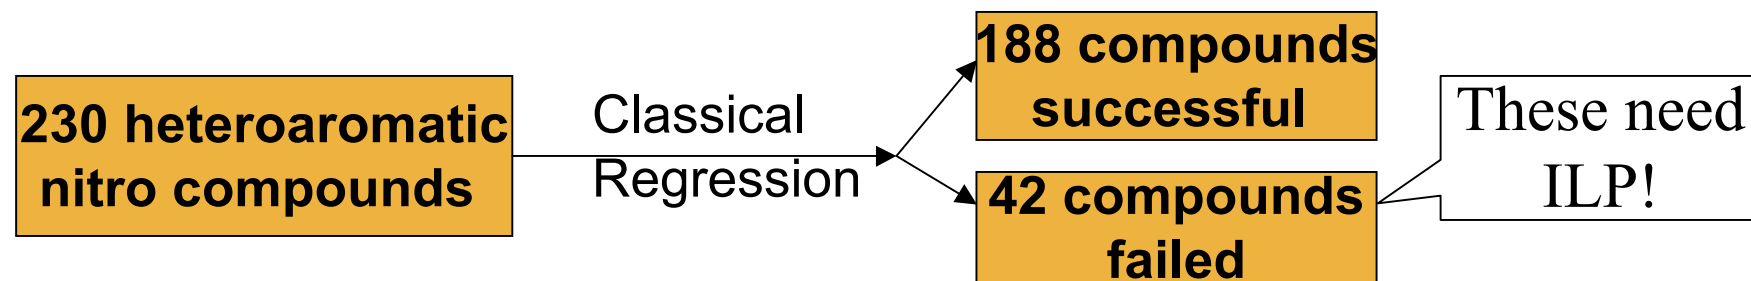 230 heteroaromatic
nitro compounds
Classical
Regression
188 compounds
successful
42 compounds
failed
These need
ILP!